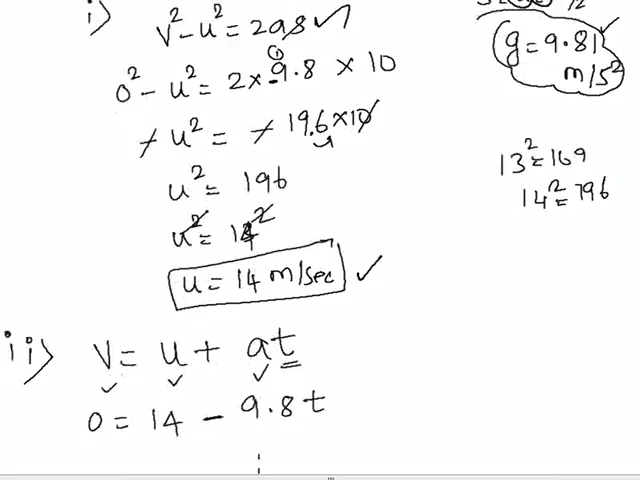 i)
v² - u² = 2as
0² - u² = 2 × -9.8 × 10
- u² = - 19.6 × 10
u² = 196
u² = 14²
u = 14 m/sec
ii) v = u + at
0 = 14 - 9.8 t
g = 9.81
m/s²
13² = 169
14² = 196